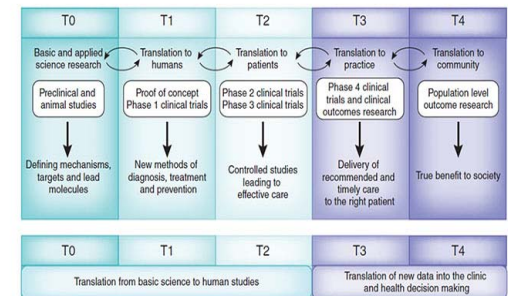 T0 T1 T2 T3 T4
Basic and applied
science research
Translation to
humans
Translation to
patients
Translation to
practice
Translation to
community
Preclinical and
animal studies
Proof of concept
Phase 1 clinical trials
Phase 2 clinical trials
Phase 3 clinical trials
Phase 4 clinical
trials and clinical
outcomes research
Population level
outcome research
Defining mechanisms,
targets and lead
molecules
New methods of
diagnosis, treatment
and prevention
Controlled studies
leading to
effective care
Delivery of
recommended and
timely care
to the right patient
True benefit to society
T0 T1 T2 T3 T4
Translation from basic science to human studies
Translation of new data into the clinic
and health decision making